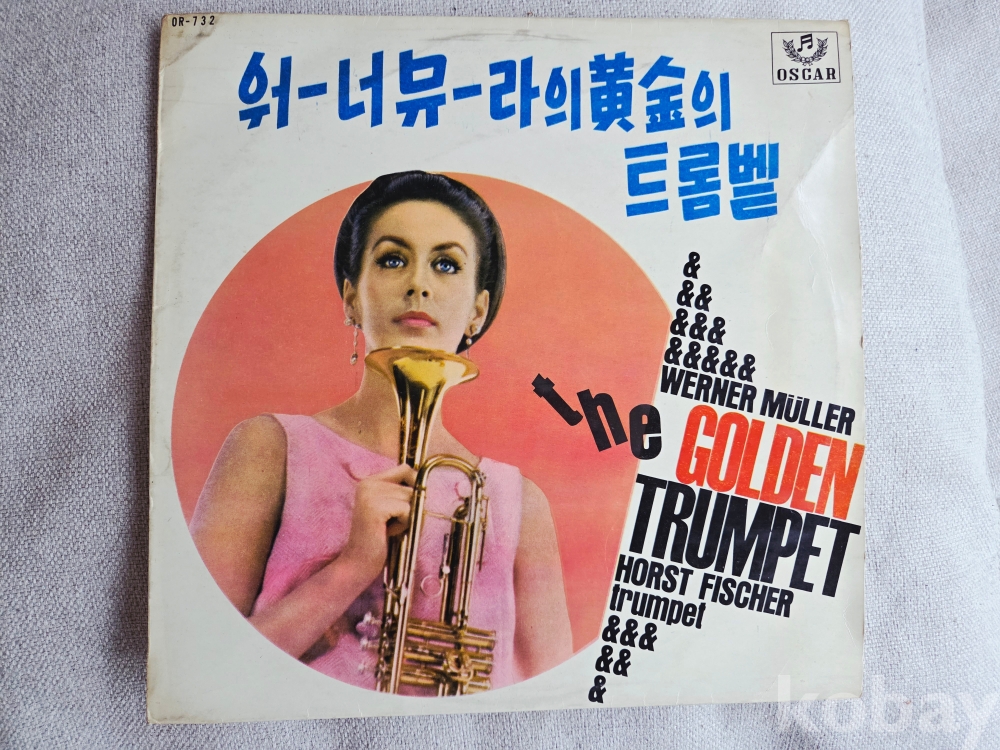 OR-732
OSCAR
워-너뮤-라의黃金의
트롬벹
&
&&
&&&
&&&&&
WERNER MÜLLER
the GOLDEN
TRUMPET
HORST FISCHER
trumpet
&&&
&&
&
kobay